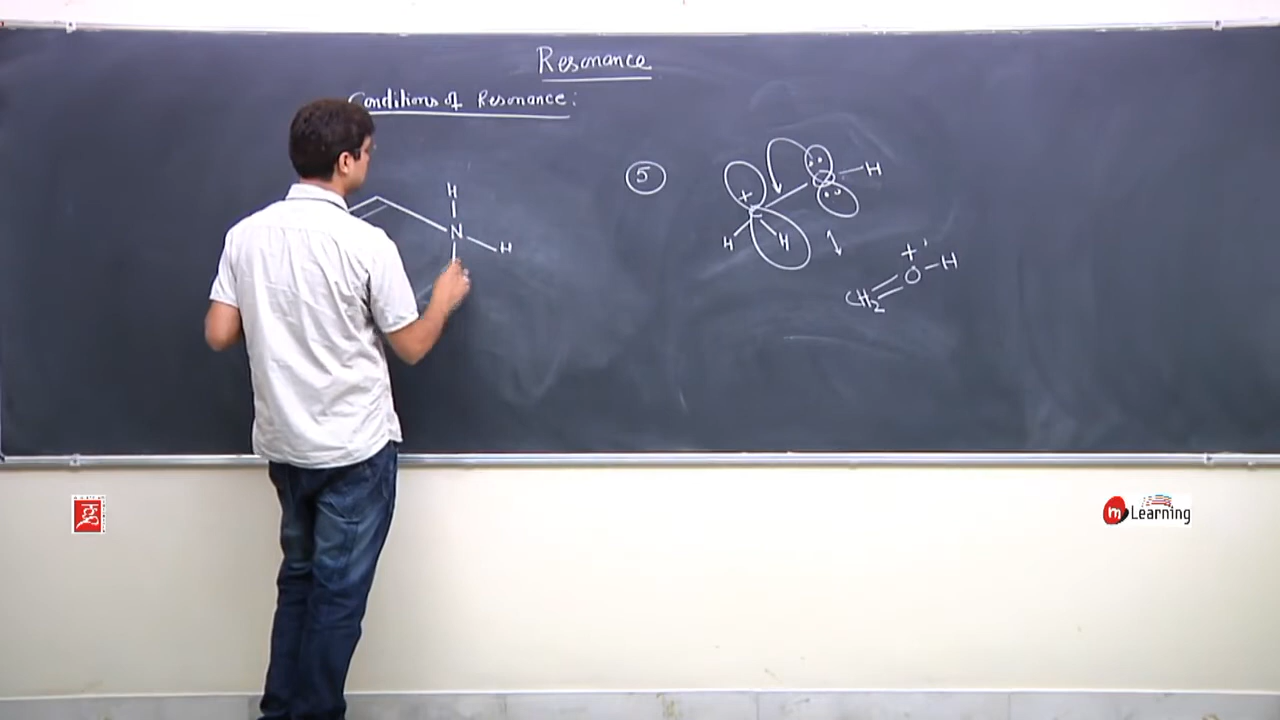 Resonance
Conditions of Resonance:
5
H
N
H
+
C
H
H
H
+
CH2
O
H
m Learning